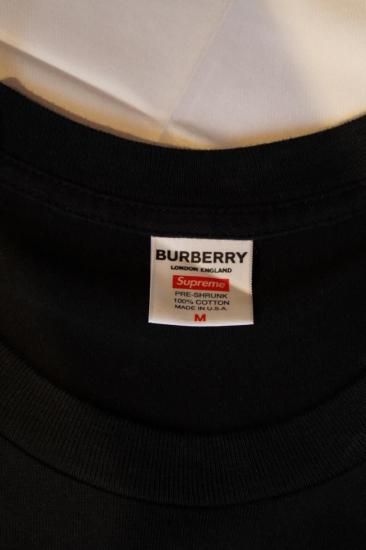 BURBERRY
LONDON ENGLAND
Supreme
PRE-SHRUNK
100% COTTON
MADE IN U.S.A.
M